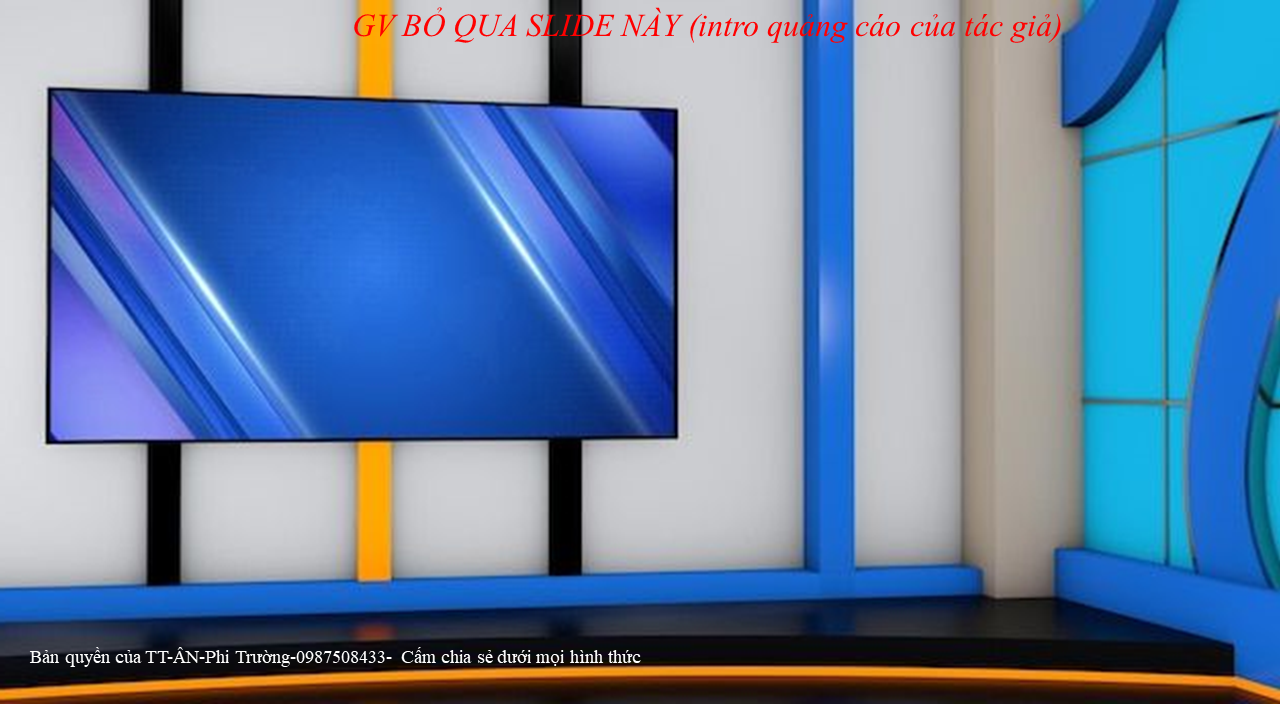 GV BỎ QUA SLIDE NÀY (intro quảng cáo của tác giả)
Bản quyền của TT-ÂN-Phi Trường-0987508433- Cấm chia sẻ dưới mọi hình thức